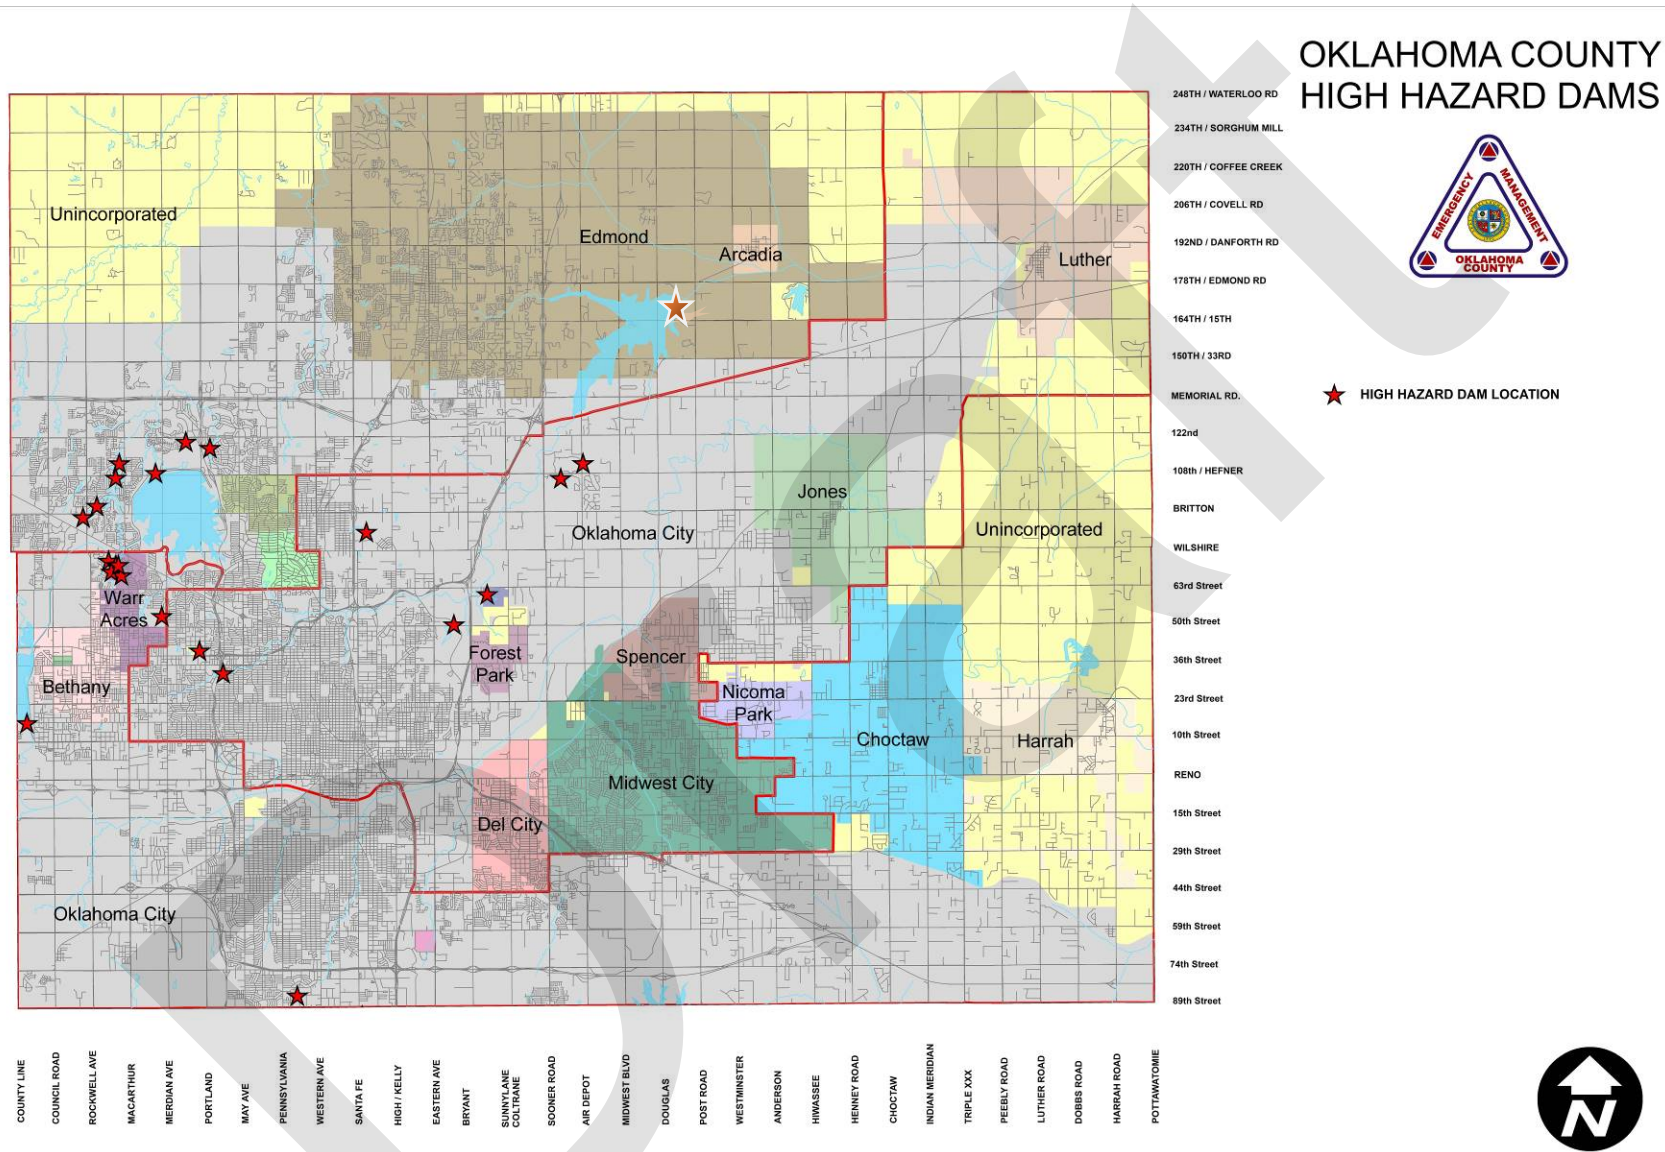 OKLAHOMA COUNTY
HIGH HAZARD DAMS
EMERGENCY
MANAGEMENT
OKLAHOMA
COUNTY
HIGH HAZARD DAM LOCATION
248TH / WATERLOO RD
234TH / SORGHUM MILL
220TH / COFFEE CREEK
206TH / COVELL RD
192ND / DANFORTH RD
178TH / EDMOND RD
164TH / 15TH
150TH / 33RD
MEMORIAL RD.
122nd
108th / HEFNER
BRITTON
WILSHIRE
63rd Street
50th Street
36th Street
23rd Street
10th Street
RENO
15th Street
29th Street
44th Street
59th Street
74th Street
89th Street
Unincorporated
Edmond
Arcadia
Luther
Jones
Oklahoma City
Unincorporated
Warr
Acres
Forest
Park
Spencer
Bethany
Nicoma
Park
Choctaw
Harrah
Midwest City
Del City
Oklahoma City
COUNTY LINE
COUNCIL ROAD
ROCKWELL AVE
MACARTHUR
MERDIAN AVE
PORTLAND
MAY AVE
PENNSYLVANIA
WESTERN AVE
SANTA FE
HIGH / KELLY
EASTERN AVE
BRYANT
SUNNYLANE
COLTRANE
SOONER ROAD
AIR DEPOT
MIDWEST BLVD
DOUGLAS
POST ROAD
WESTMINSTER
ANDERSON
HIWASSEE
HENNEY ROAD
CHOCTAW
INDIAN MERIDIAN
TRIPLE XXX
PEEBLY ROAD
LUTHER ROAD
DOBBS ROAD
HARRAH ROAD
POTTAWATOMIE
N
Draft